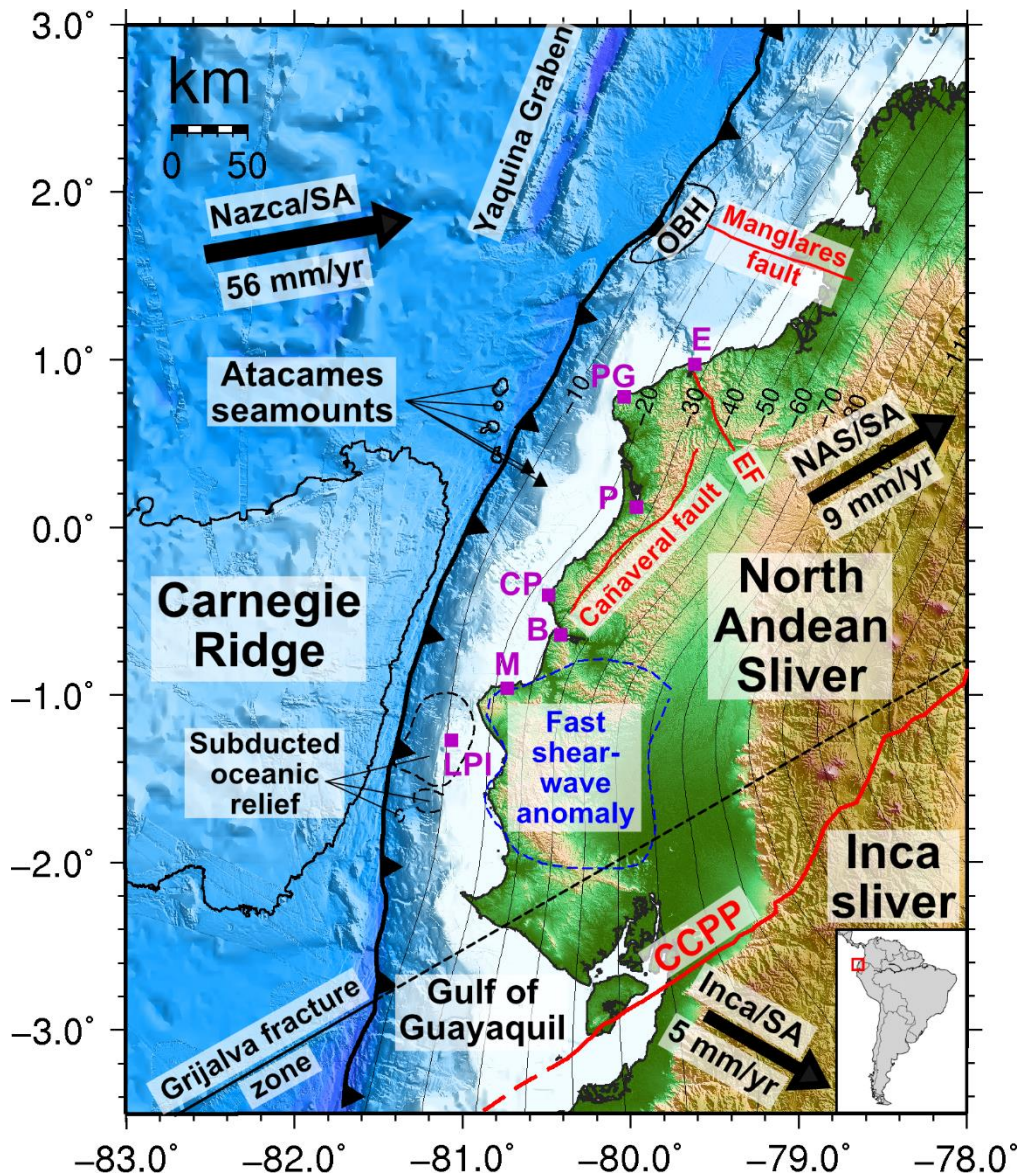 3.0°
2.0°
1.0°
0.0°
−1.0°
−2.0°
−3.0°
km
0 50
Nazca/SA
56 mm/yr
Yaquina Graben
OBH
Manglares
fault
Atacames
seamounts
E
PG
−10
−20
−30
−40
−50
−60
−70
−80
−110
EF
NAS/SA
9 mm/yr
P
Cañaveral fault
CP
B
M
Carnegie
Ridge
North
Andean
Sliver
Subducted
oceanic
relief
LPI
Fast
shear-
wave
anomaly
Inca
sliver
CCPP
Gulf of
Guayaquil
Inca/SA
5 mm/yr
Grijalva fracture
zone
−83.0° −82.0° −81.0° −80.0° −79.0° −78.0°